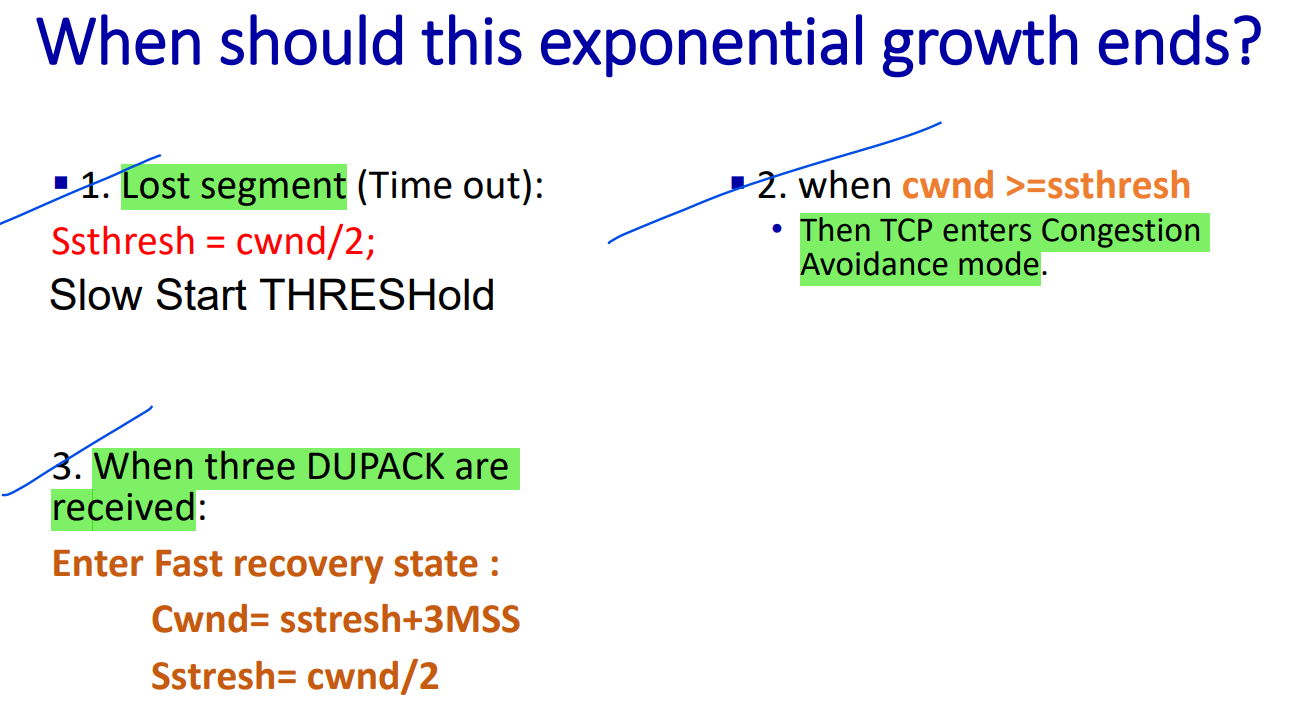 When should this exponential growth ends?
▪ 1. Lost segment (Time out):
Ssthresh = cwnd/2;
Slow Start THRESHold
▪ 2. when cwnd >=ssthresh
• Then TCP enters Congestion
Avoidance mode.
3. When three DUPACK are
received:
Enter Fast recovery state :
Cwnd= sstresh+3MSS
Sstresh= cwnd/2